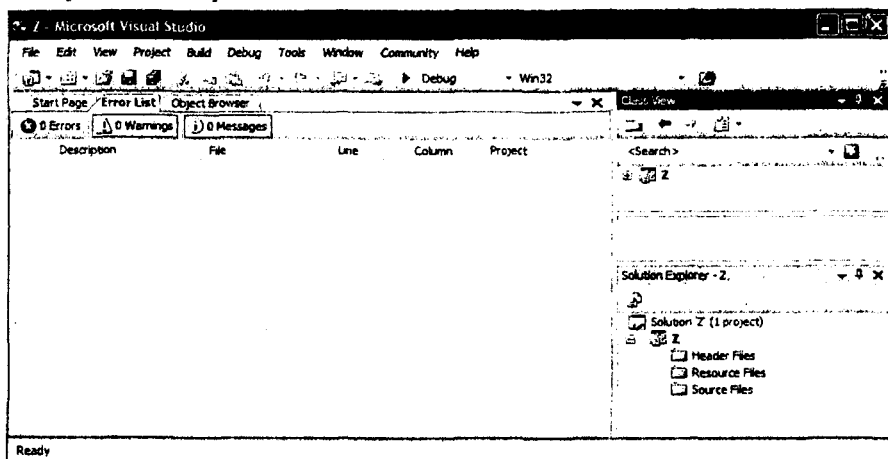 Z - Microsoft Visual Studio
File Edit View Project Build Debug Tools Window Community Help
Debug Win32
Start Page Error List Object Browser
0 Errors 0 Warnings 0 Messages
Description File Line Column Project
Class View
<Search>
Z
Solution Explorer - Z
Solution 'Z' (1 project)
Z
Header Files
Resource Files
Source Files
Ready